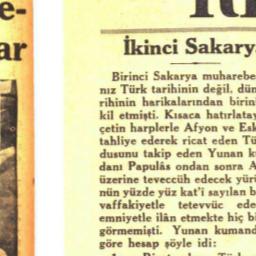 e-
ar
İkinci Sakary
Birinci Sakarya muharebe
nız Türk tarihinin değil, dün
rihinin harikalarından birin
kil etmişti. Kısaca hatırlatay
çetin harplerle Afyon ve Esk
tahliye ederek ricat eden Tü
dusunu takip eden Yunan k
danı Papulâs ondan sonra A
üzerine teveccüh edecek yürü
nün yüzde yüz kat'î sayılan b
vaffakiyetle tetevvüc ede
emniyetle ilân etmekte hiç bi
görmemişti. Yunan kumand
göre hesap şöyle idi: